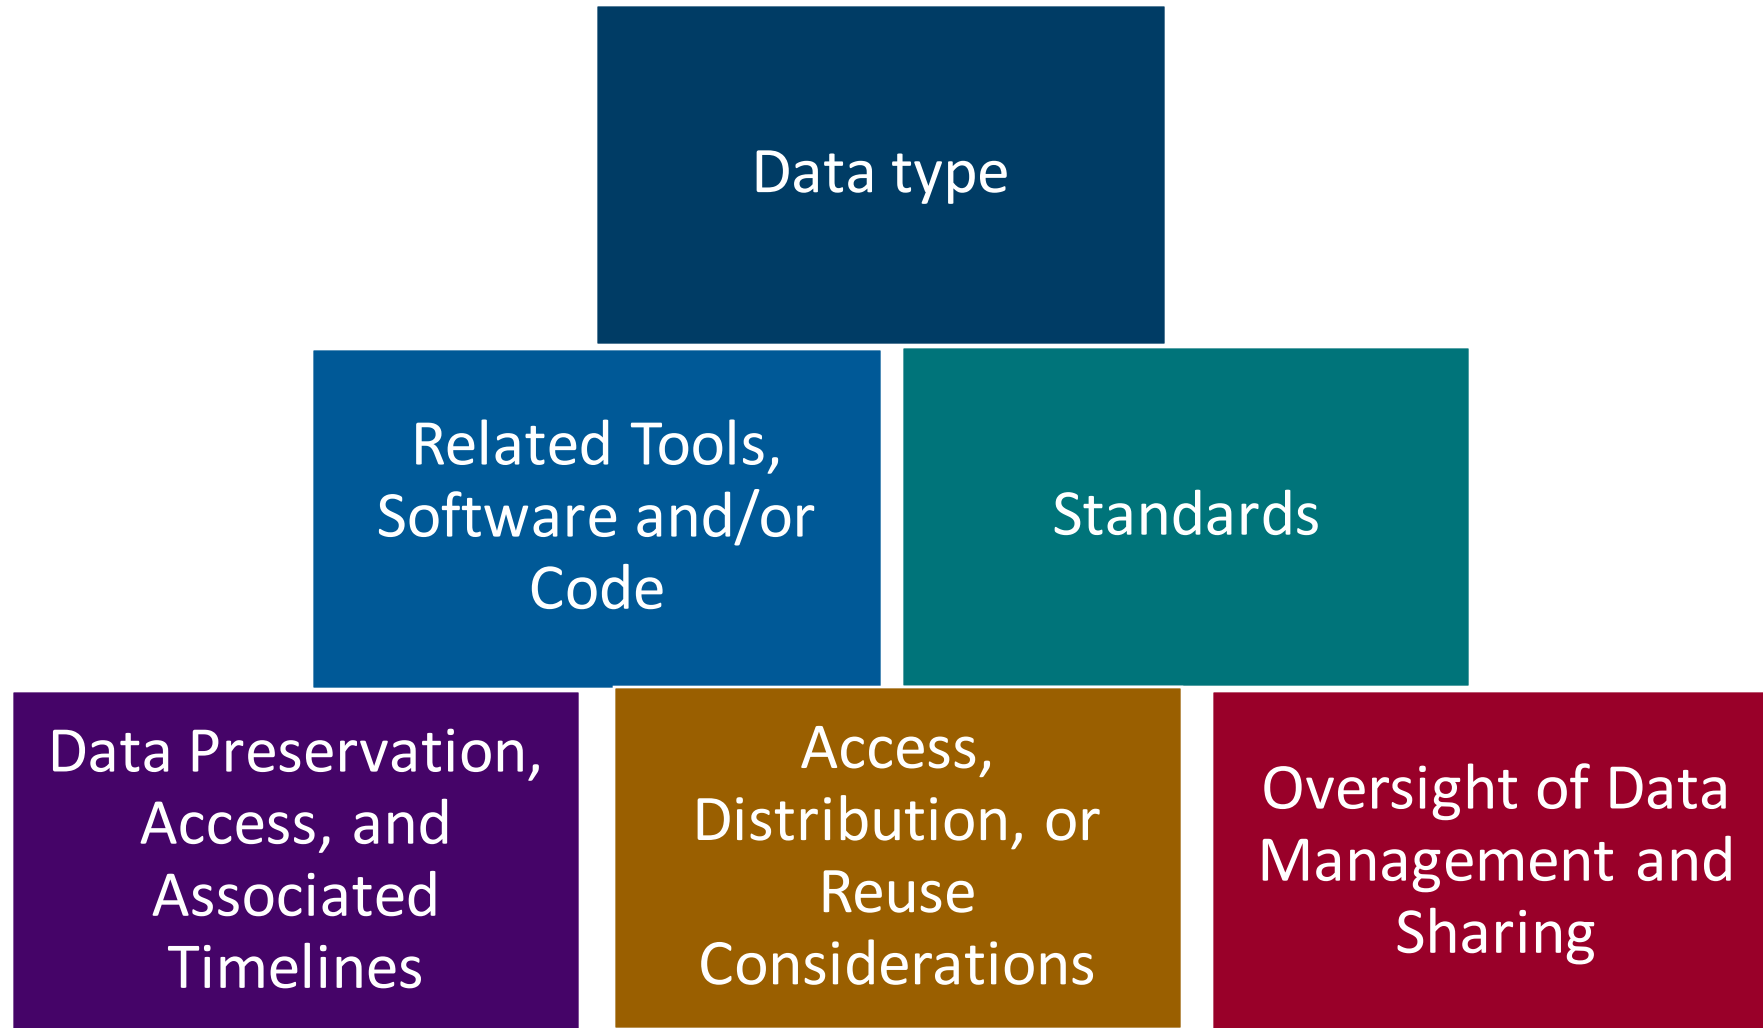 Data type
Related Tools,
Software and/or
Code
Standards
Data Preservation,
Access, and
Associated
Timelines
Access,
Distribution, or
Reuse
Considerations
Oversight of Data
Management and
Sharing